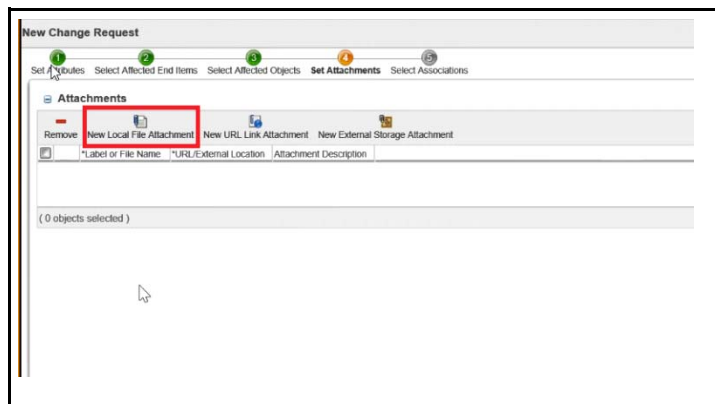 New Change Request
1 2 3 4 5
Set Attributes Select Affected End Items Select Affected Objects Set Attachments Select Associations
Attachments
Remove New Local File Attachment New URL Link Attachment New External Storage Attachment
*Label or File Name *URL/External Location Attachment Description
( 0 objects selected )